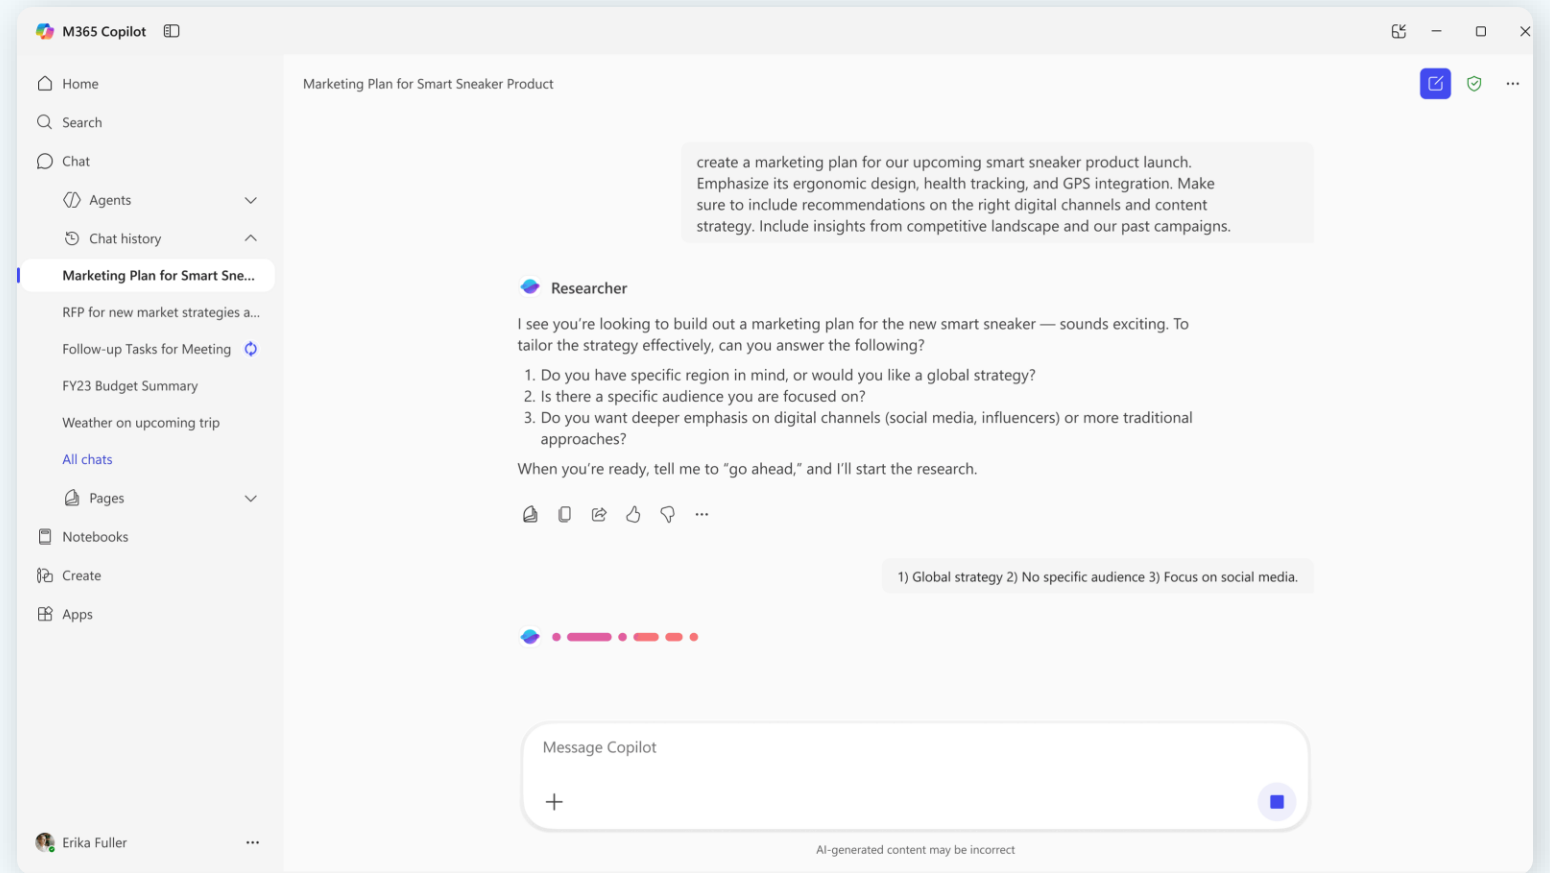 M365 Copilot
Home
Search
Chat
Agents
Chat history
Marketing Plan for Smart Sne...
RFP for new market strategies a...
Follow-up Tasks for Meeting
FY23 Budget Summary
Weather on upcoming trip
All chats
Pages
Notebooks
Create
Apps
Erika Fuller
Marketing Plan for Smart Sneaker Product
create a marketing plan for our upcoming smart sneaker product launch.
Emphasize its ergonomic design, health tracking, and GPS integration. Make
sure to include recommendations on the right digital channels and content
strategy. Include insights from competitive landscape and our past campaigns.
Researcher
I see you’re looking to build out a marketing plan for the new smart sneaker — sounds exciting. To
tailor the strategy effectively, can you answer the following?
1. Do you have specific region in mind, or would you like a global strategy?
2. Is there a specific audience you are focused on?
3. Do you want deeper emphasis on digital channels (social media, influencers) or more traditional
approaches?
When you’re ready, tell me to “go ahead,” and I’ll start the research.
1) Global strategy 2) No specific audience 3) Focus on social media.
Message Copilot
AI-generated content may be incorrect